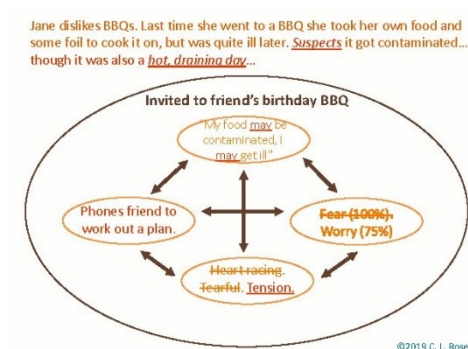 Jane dislikes BBQs. Last time she went to a BBQ she took her own food and
some foil to cook it on, but was quite ill later. Suspects it got contaminated...
though it was also a hot, draining day...
Invited to friend's birthday BBQ
"My food may be
contaminated, I
may get ill"
Phones friend to
work out a plan.
Fear (100%).
Worry (75%)
Heart racing.
Tearful. Tension.
©2019 C. L. Rose